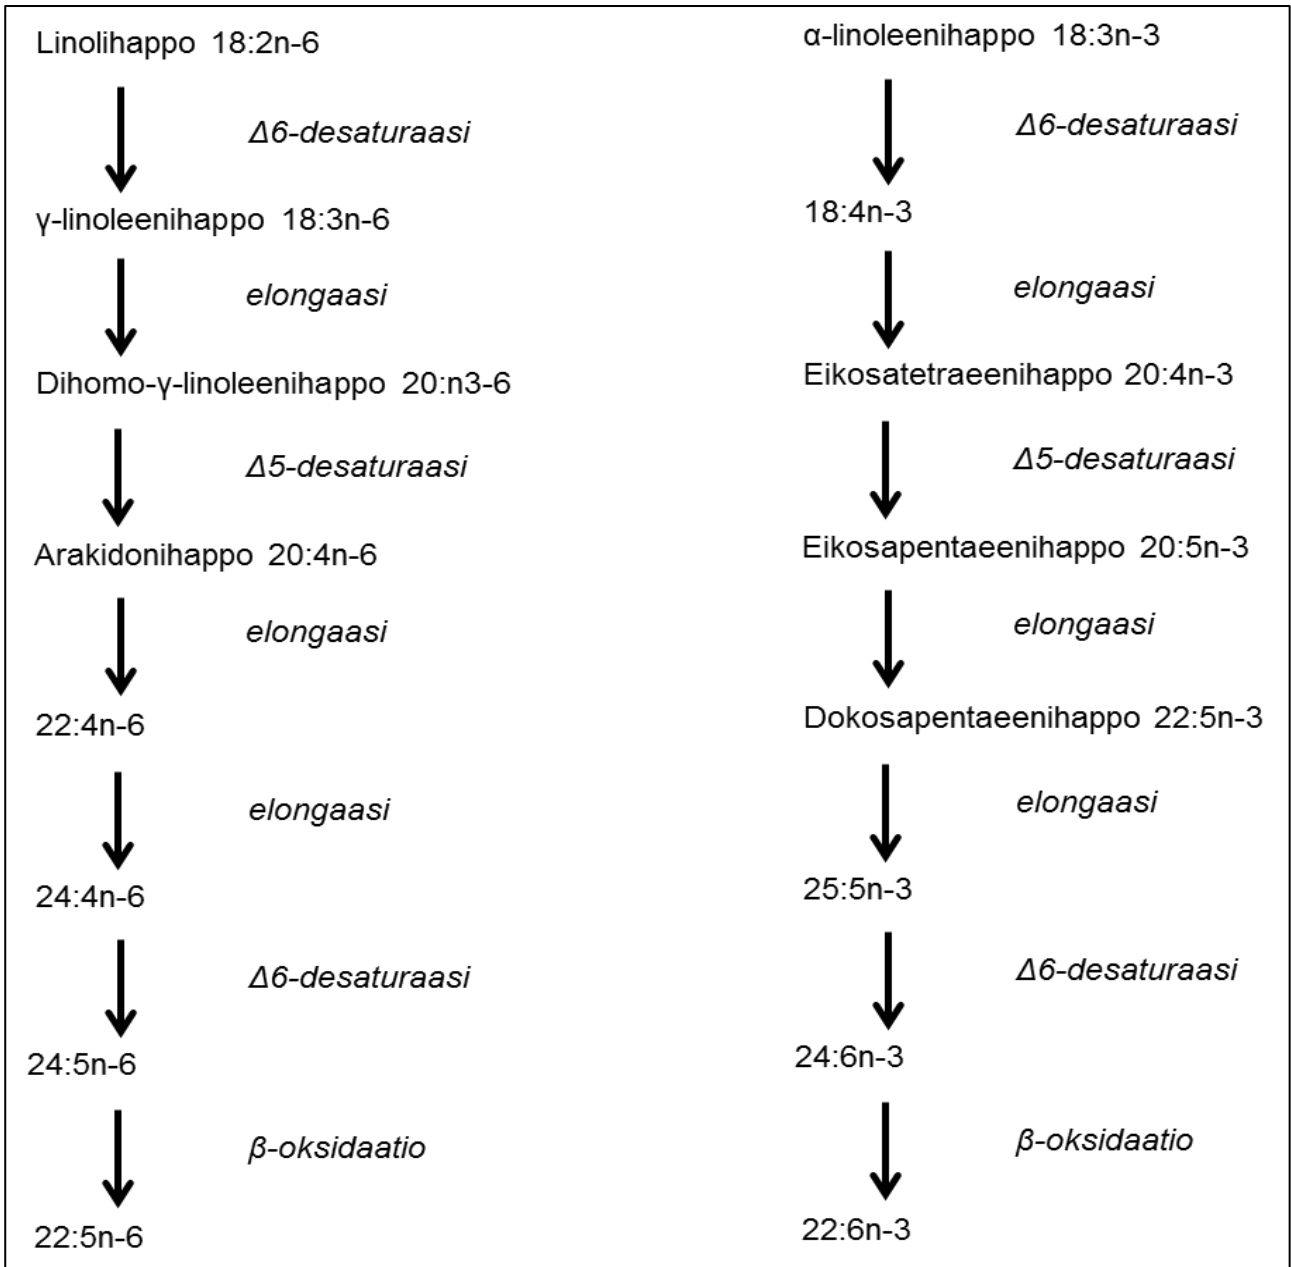 Linolihappo 18:2n-6
Δ6-desaturaasi
γ-linoleenihappo 18:3n-6
elongaasi
Dihomo-γ-linoleenihappo 20:n3-6
Δ5-desaturaasi
Arakidonihappo 20:4n-6
elongaasi
22:4n-6
elongaasi
24:4n-6
Δ6-desaturaasi
24:5n-6
β-oksidaatio
22:5n-6
α-linoleenihappo 18:3n-3
Δ6-desaturaasi
18:4n-3
elongaasi
Eikosatetraeenihappo 20:4n-3
Δ5-desaturaasi
Eikosapentaeenihappo 20:5n-3
elongaasi
Dokosapentaeenihappo 22:5n-3
elongaasi
25:5n-3
Δ6-desaturaasi
24:6n-3
β-oksidaatio
22:6n-3